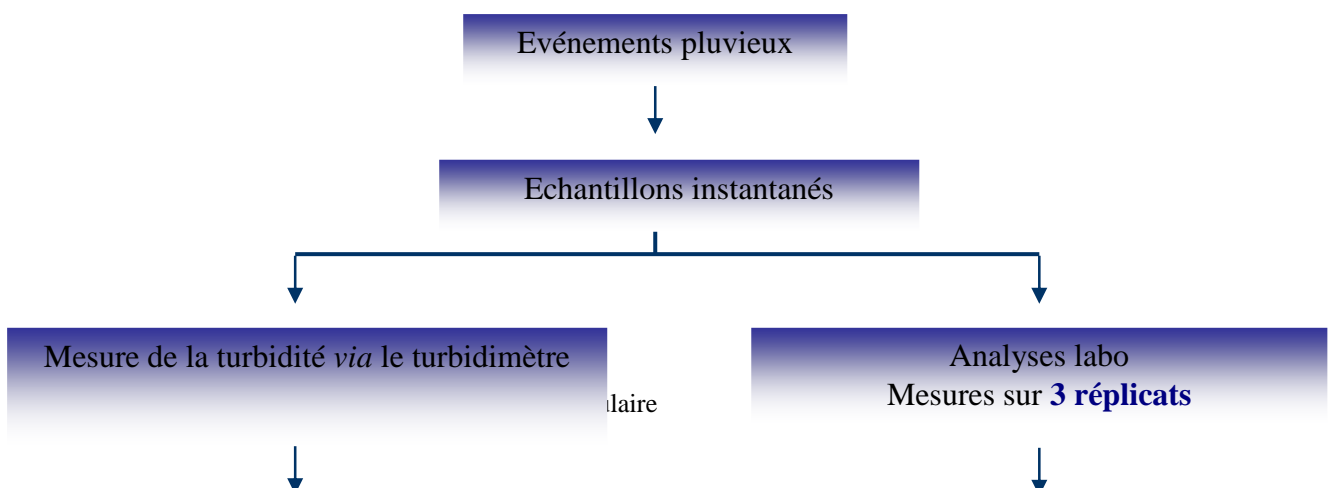 Evénements pluvieux
Echantillons instantanés
Mesure de la turbidité via le turbidimètre
Analyses labo
Mesures sur 3 réplicats